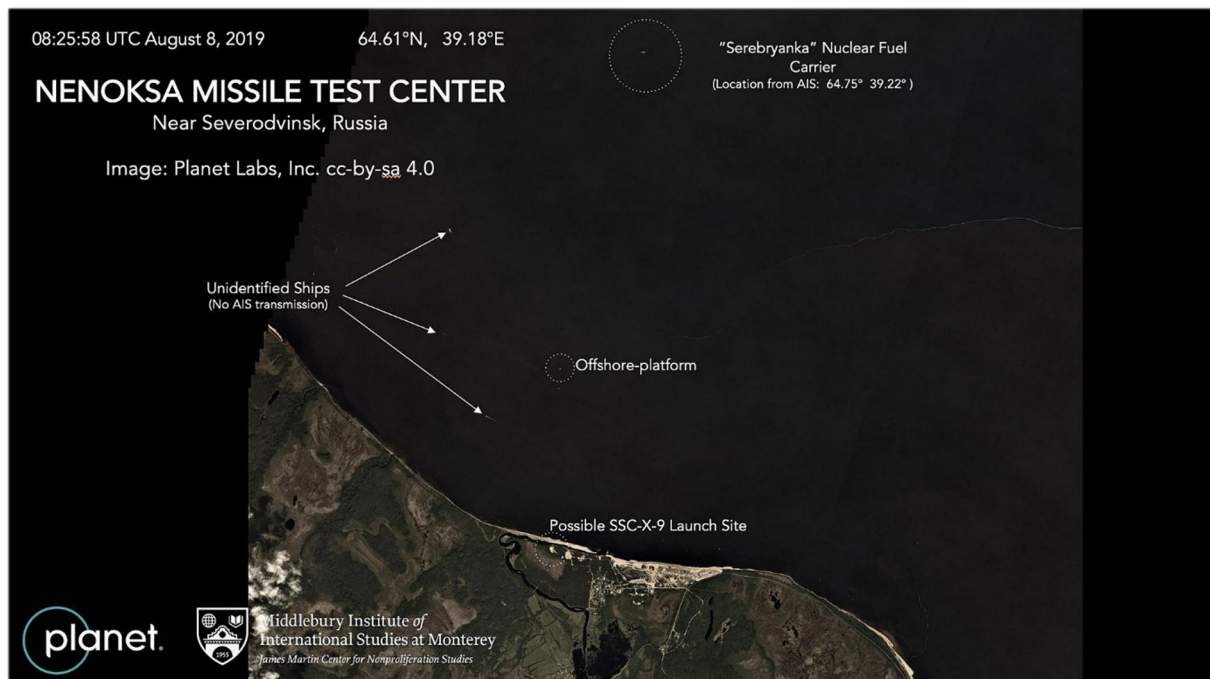 08:25:58 UTC August 8, 2019
64.61°N, 39.18°E
NENOKSA MISSILE TEST CENTER
Near Severodvinsk, Russia
Image: Planet Labs, Inc. cc-by-sa 4.0
"Serebryanka" Nuclear Fuel
Carrier
(Location from AIS: 64.75° 39.22° )
Unidentified Ships
(No AIS transmission)
Offshore-platform
Possible SSC-X-9 Launch Site
planet.
1955
Middlebury Institute of
International Studies at Monterey
James Martin Center for Nonproliferation Studies